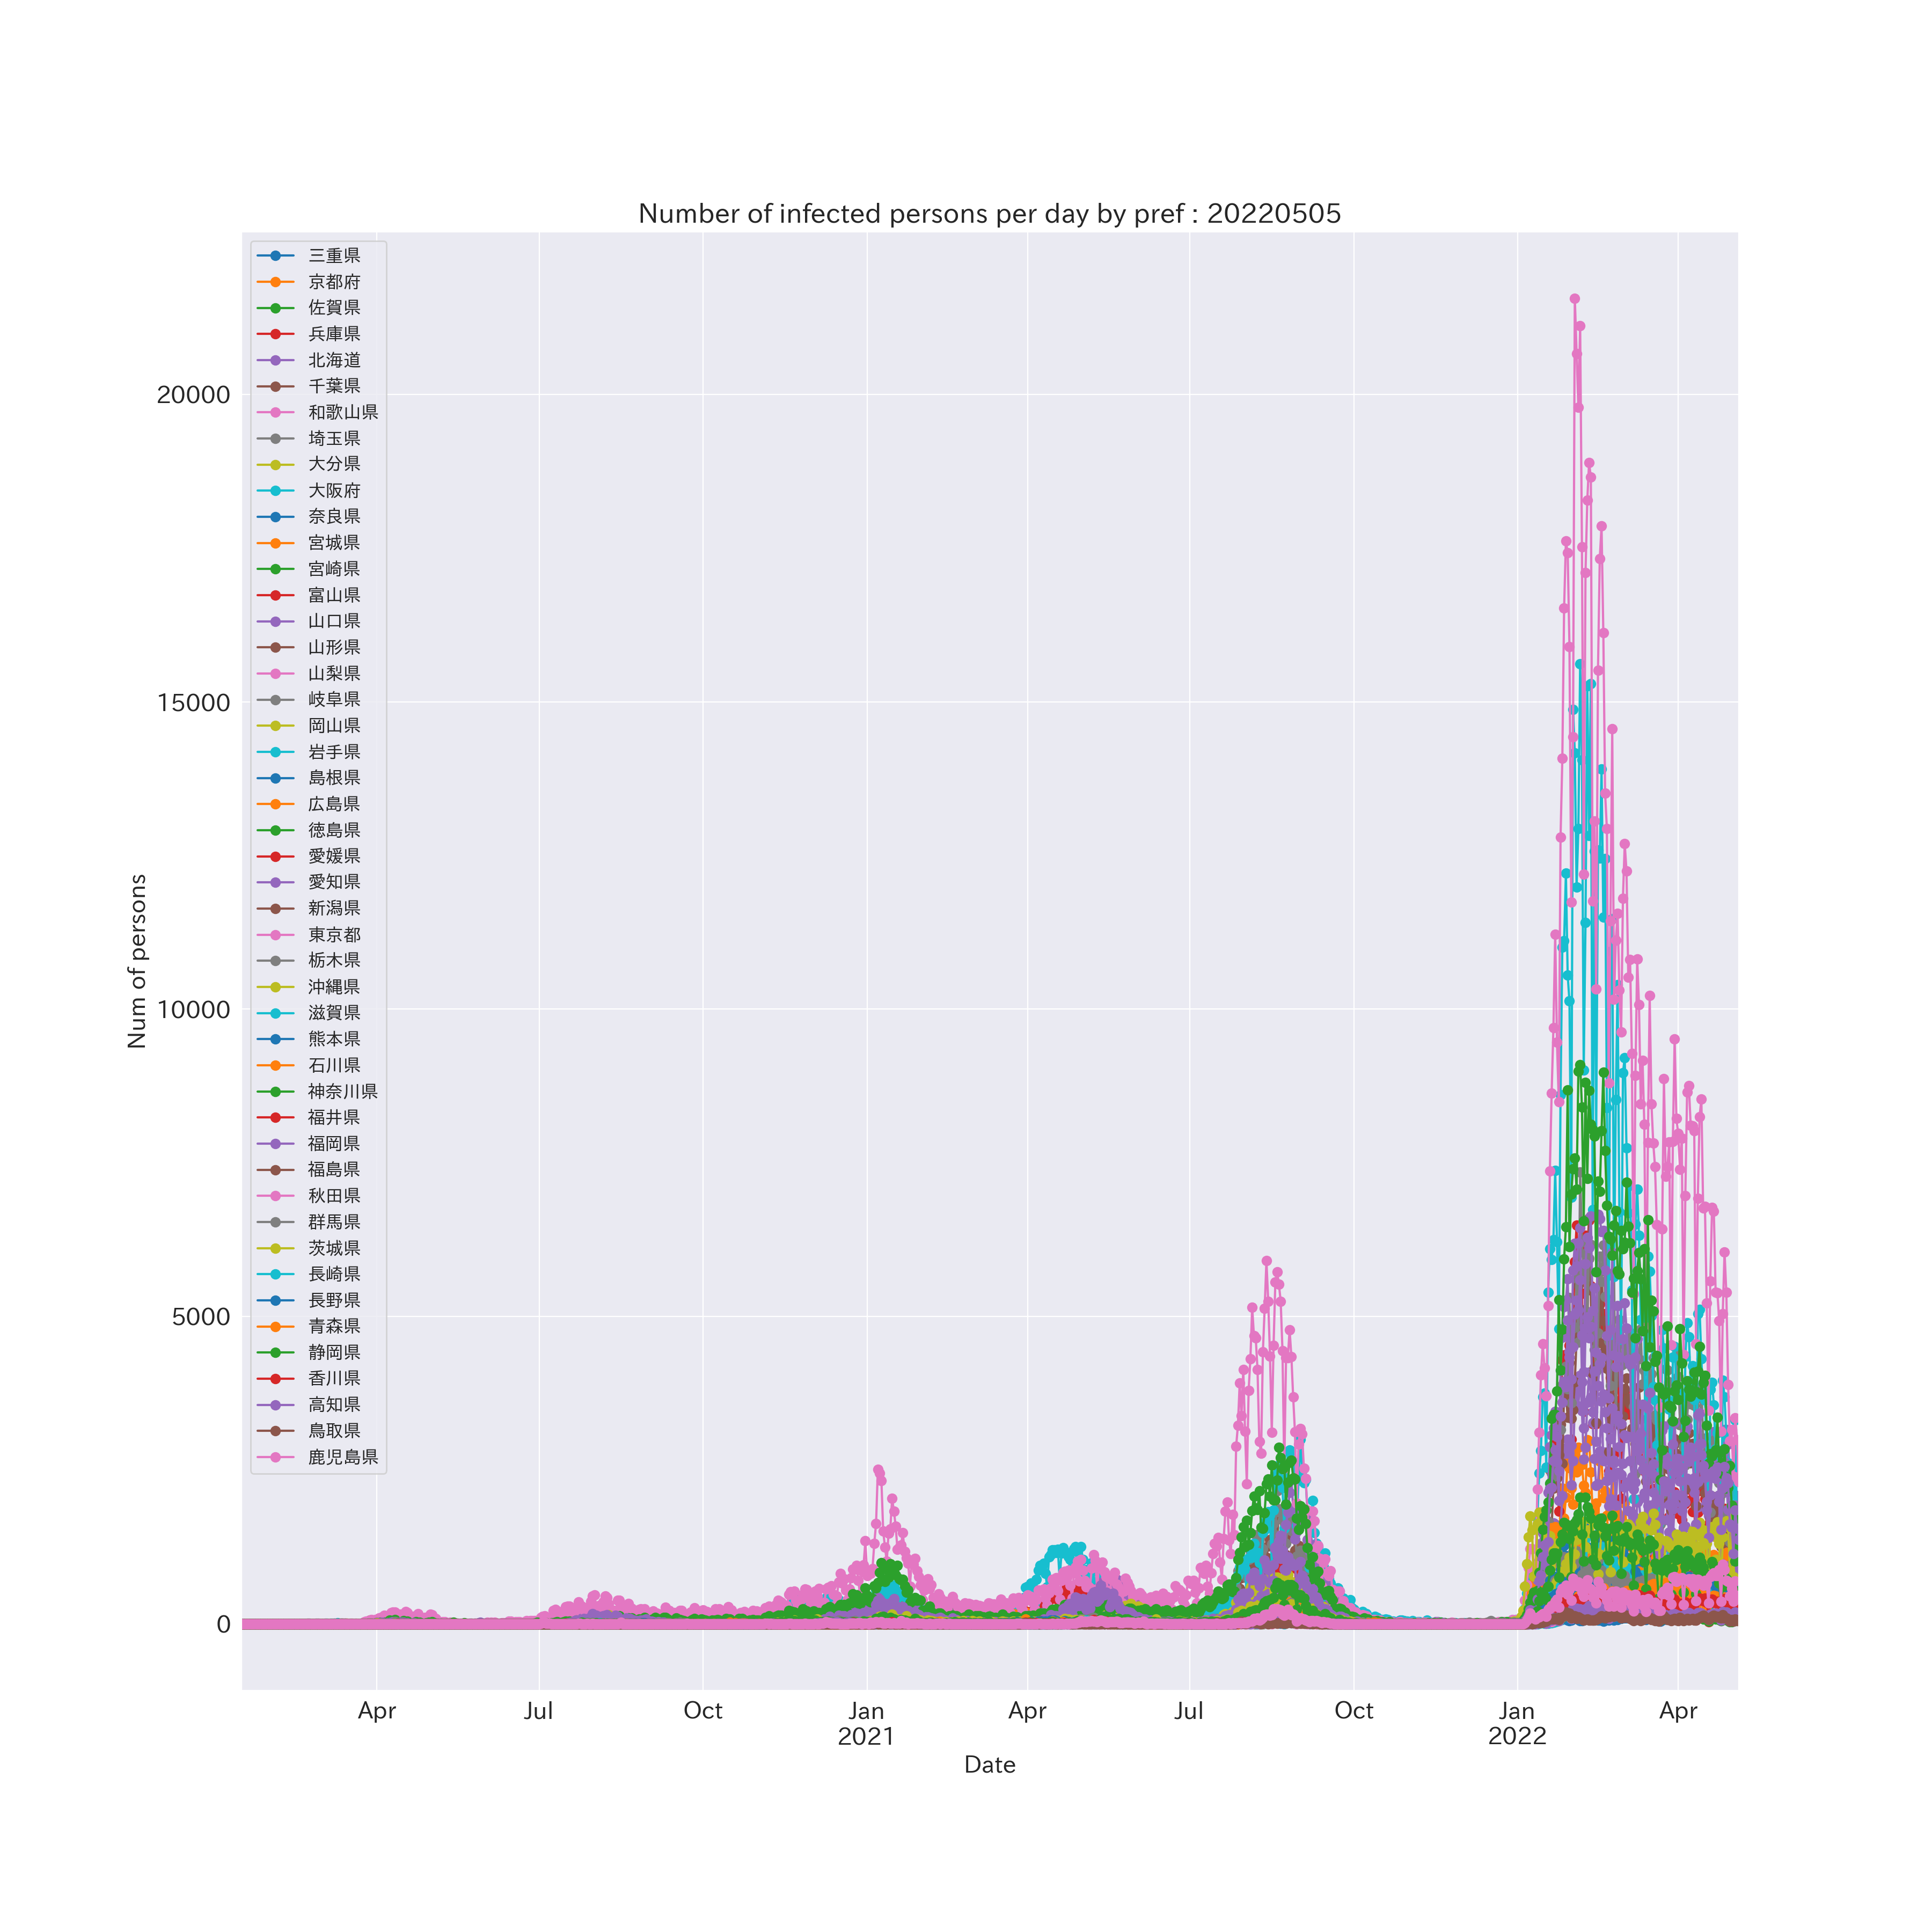 Number of infected persons per day by pref : 20220505
三重県
京都府
佐賀県
兵庫県
北海道
千葉県
和歌山県
埼玉県
大分県
大阪府
奈良県
宮城県
宮崎県
富山県
山口県
山形県
山梨県
岐阜県
岡山県
岩手県
島根県
広島県
徳島県
愛媛県
愛知県
新潟県
東京都
栃木県
沖縄県
滋賀県
熊本県
石川県
神奈川県
福井県
福岡県
福島県
秋田県
群馬県
茨城県
長崎県
長野県
青森県
静岡県
香川県
高知県
鳥取県
鹿児島県
20000
15000
10000
5000
0
Num of persons
Apr Jul Oct Jan Apr Jul Oct Jan Apr
2021 2022
Date